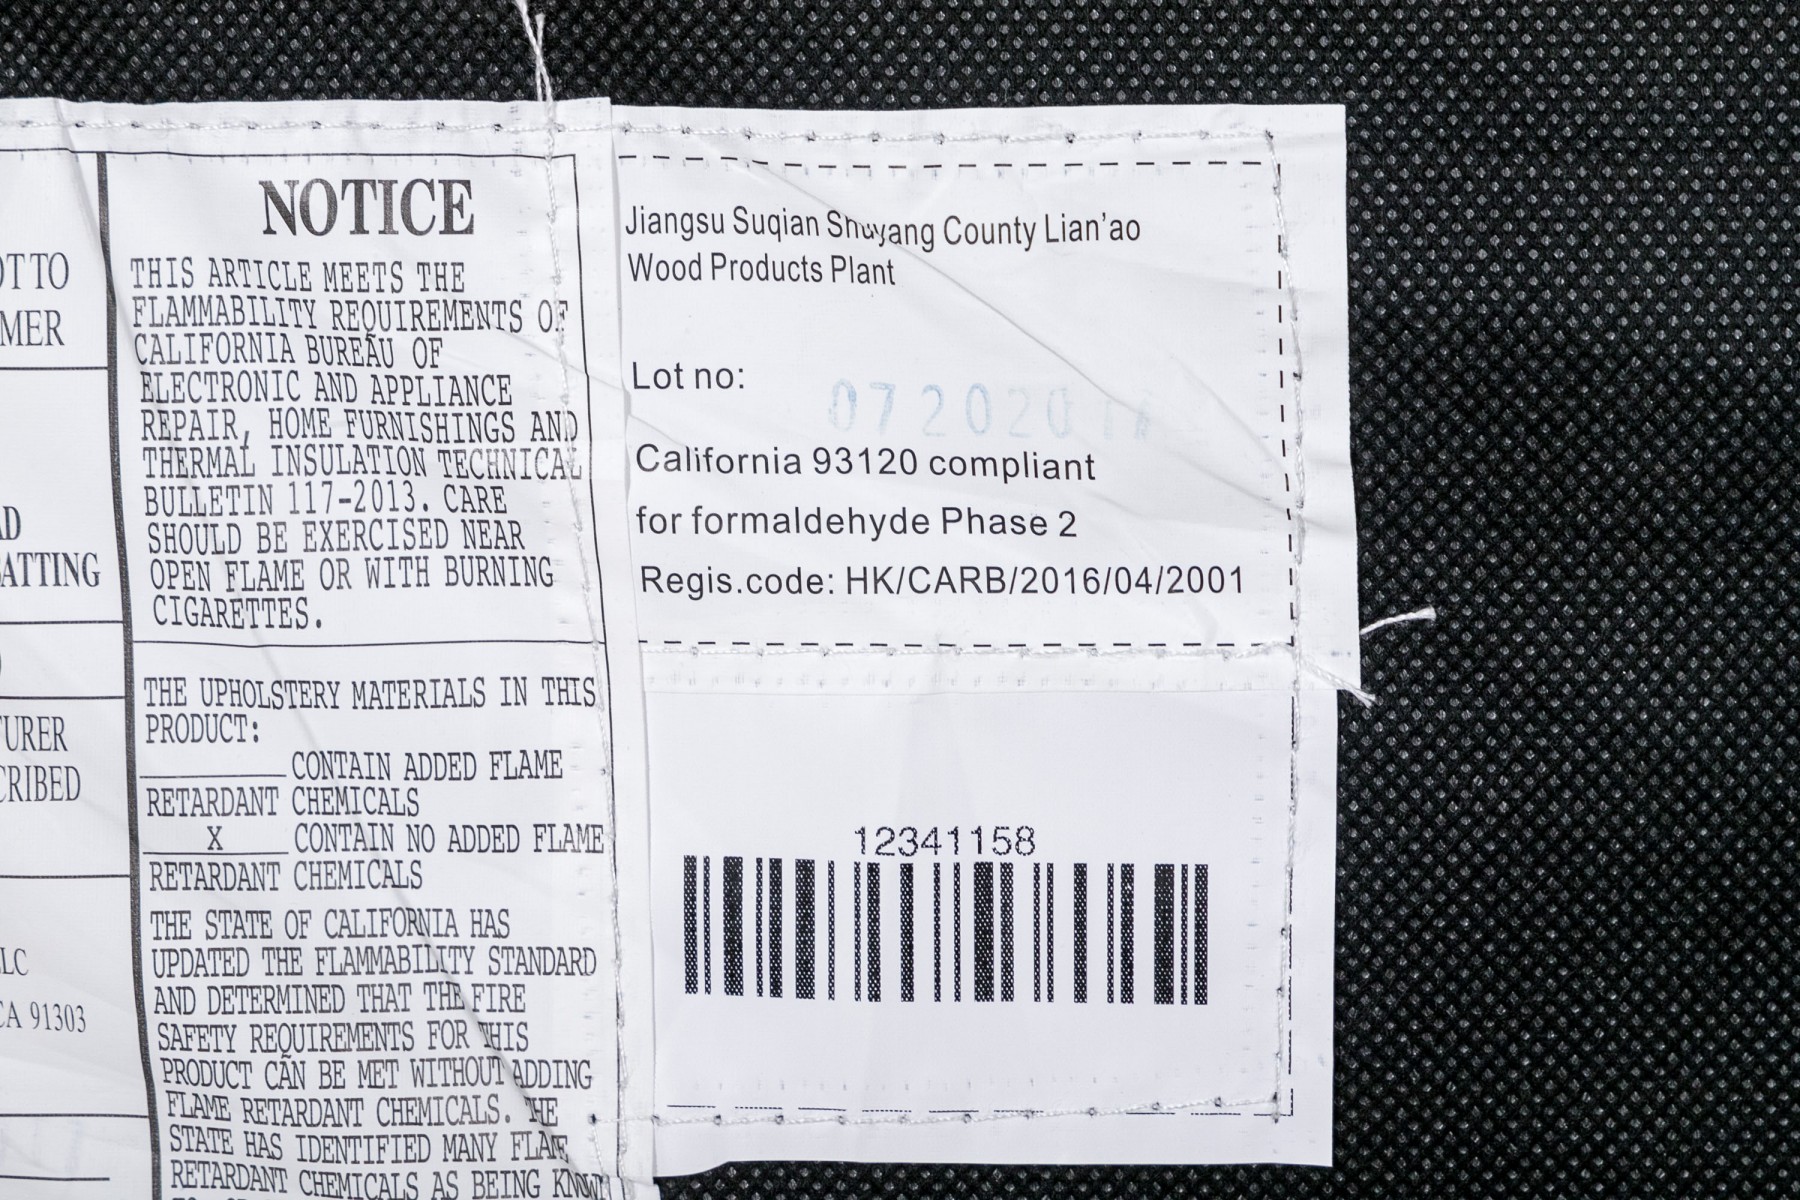 MER
ATTING
URER
CRIBED
LC
CA 91303
NOTICE
THIS ARTICLE MEETS THE
FLAMMABILITY REQUIREMENTS OF
CALIFORNIA BUREAU OF
ELECTRONIC AND APPLIANCE
REPAIR, HOME FURNISHINGS AND
THERMAL INSULATION TECHNICAL
BULLETIN 117-2013. CARE
SHOULD BE EXERCISED NEAR
OPEN FLAME OR WITH BURNING
CIGARETTES.
THE UPHOLSTERY MATERIALS IN THIS
PRODUCT:
CONTAIN ADDED FLAME
RETARDANT CHEMICALS
X CONTAIN NO ADDED FLAME
RETARDANT CHEMICALS
THE STATE OF CALIFORNIA HAS
UPDATED THE FLAMMABILITY STANDARD
AND DETERMINED THAT THE FIRE
SAFETY REQUIREMENTS FOR THIS
PRODUCT CAN BE MET WITHOUT ADDING
FLAME RETARDANT CHEMICALS. THE
STATE HAS IDENTIFIED MANY
RETARDANT CHEMICALS AS BEING
Jiangsu Suqian Shuyang County Lian'ao
Wood Products Plant
Lot no:
California 93120 compliant
for formaldehyde Phase 2
Regis.code: HK/CARB/2016/04/2001
12341158